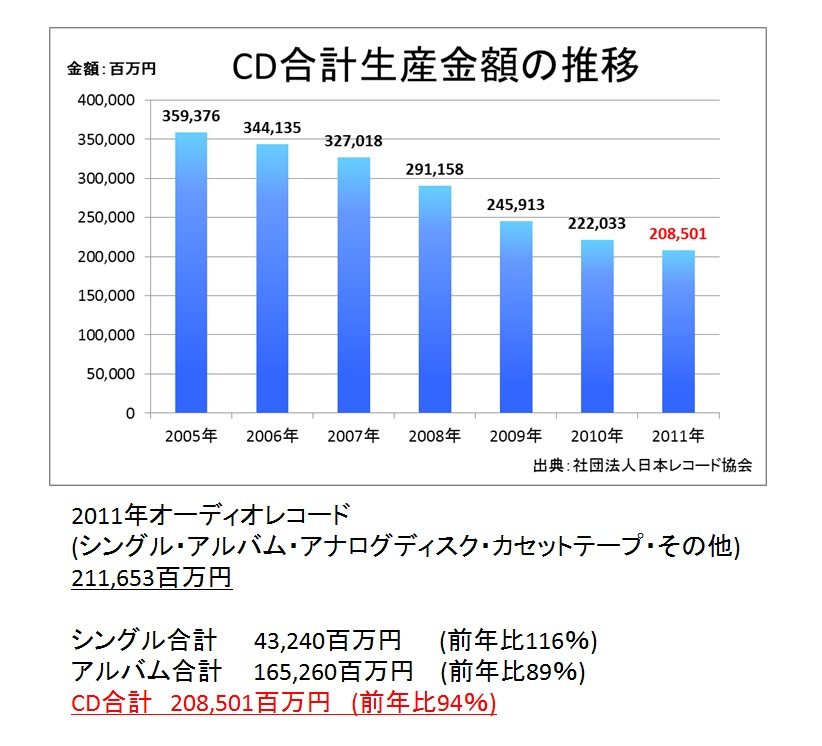 CD合計生産金額の推移
金額：百万円
400,000
350,000
300,000
250,000
200,000
150,000
100,000
50,000
0
359,376
344,135
327,018
291,158
245,913
222,033
208,501
2005年 2006年 2007年 2008年 2009年 2010年 2011年
出典：社団法人日本レコード協会
2011年オーディオレコード
(シングル・アルバム・アナログディスク・カセットテープ・その他)
211,653百万円
シングル合計 43,240百万円 (前年比116%)
アルバム合計 165,260百万円 (前年比89%)
CD合計 208,501百万円 (前年比94%)